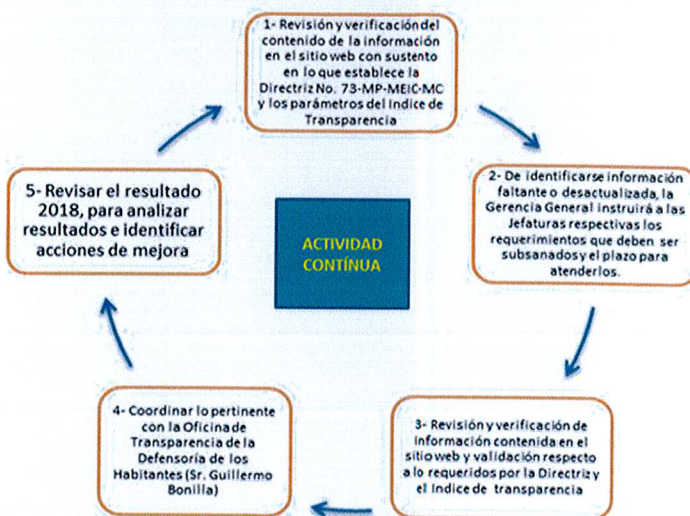 1- Revisión y verificación del
contenido de la información
en el sitio web con sustento
en lo que establece la
Directriz No. 73-MP-MEIC-MC
y los parámetros del Indice de
Transparencia
2- De identificarse información
faltante o desactualizada, la
Gerencia General instruirá a las
Jefaturas respectivas los
requerimientos que deben ser
subsanados y el plazo para
atenderlos.
3- Revisión y verificación de
información contenida en el
sitio web y validación respecto
a lo requeridos por la Directriz y
el Indice de transparencia
4- Coordinar lo pertinente
con la Oficina de
Transparencia de la
Defensoría de los
Habitantes (Sr. Guillermo
Bonilla)
5- Revisar el resultado
2018, para analizar
resultados e identificar
acciones de mejora
ACTIVIDAD
CONTÍNUA